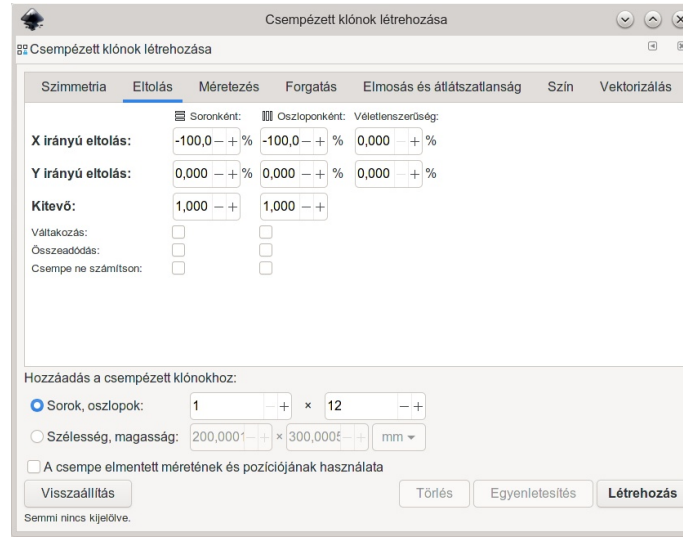 Csempézett klónok létrehozása
Csempézett klónok létrehozása
Szimmetria Eltolás Méretezés Forgatás Elmosás és átlátszatlanság Szín Vektorizálás
Soronként: Oszloponként: Véletlenszerűség:
X irányú eltolás: -100,0 − + % -100,0 − + % 0,000 − + %
Y irányú eltolás: 0,000 − + % 0,000 − + % 0,000 − + %
Kitevő: 1,000 − + 1,000 − +
Váltakozás:
Összeadódás:
Csempe ne számítson:
Hozzáadás a csempézett klónokhoz:
Sorok, oszlopok: 1 − + × 12 − +
Szélesség, magasság: 200,0001 − + × 300,0005 − + mm
A csempe elmentett méretének és pozíciójának használata
Visszaállítás Törlés Egyenletesítés Létrehozás
Semmi nincs kijelölve.